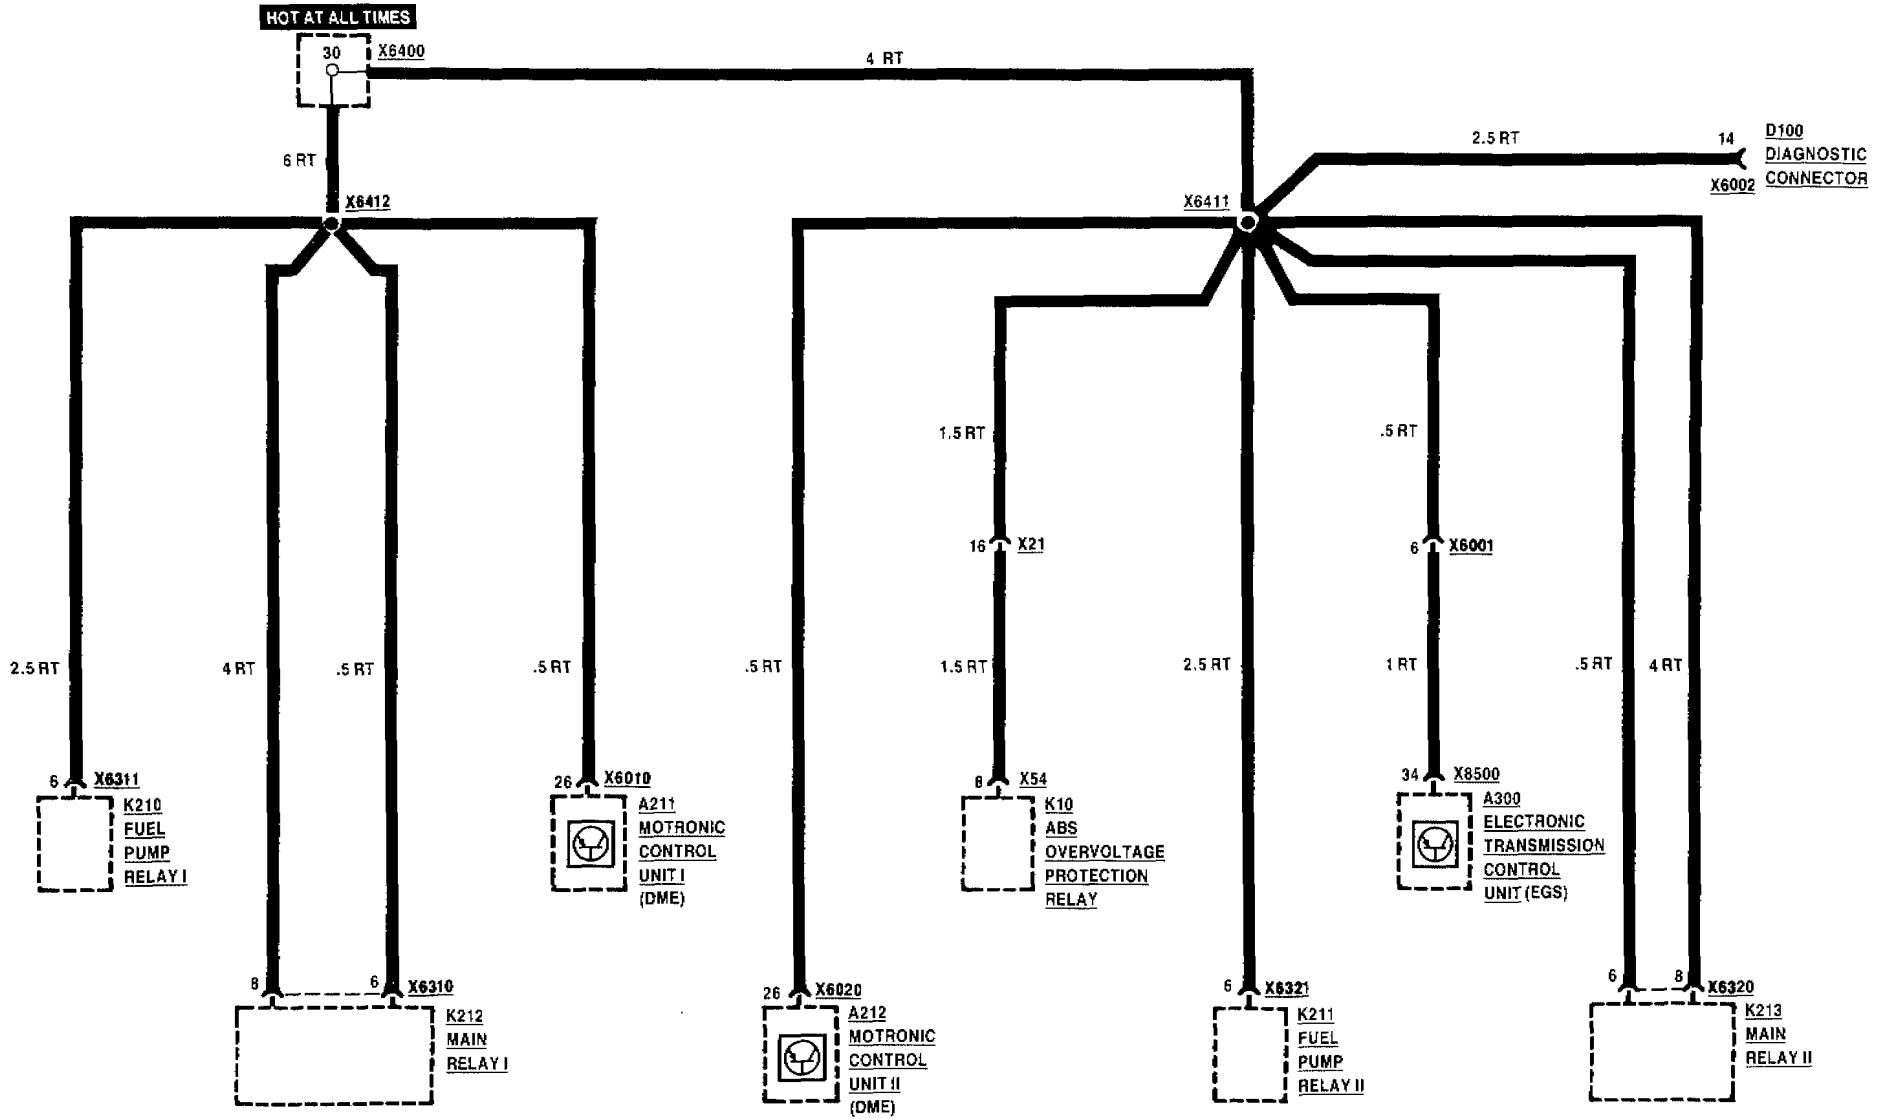 HOT AT ALL TIMES
30
X6400
4 RT
6 RT
2.5 RT
14
D100
DIAGNOSTIC
CONNECTOR
X6002
X6412
X6411
1.5 RT
.5 RT
16
X21
6
X6001
2.5 RT
4 RT
.5 RT
.5 RT
.5 RT
1.5 RT
2.5 RT
1 RT
.5 RT
4 RT
6
X6311
K210
FUEL
PUMP
RELAY I
26
X6010
A211
MOTRONIC
CONTROL
UNIT I
(DME)
8
X54
K10
ABS
OVERVOLTAGE
PROTECTION
RELAY
34
X8500
A300
ELECTRONIC
TRANSMISSION
CONTROL
UNIT (EGS)
8
6
X6310
K212
MAIN
RELAY I
26
X6020
A212
MOTRONIC
CONTROL
UNIT II
(DME)
6
X6321
K211
FUEL
PUMP
RELAY II
6
8
X6320
K213
MAIN
RELAY II